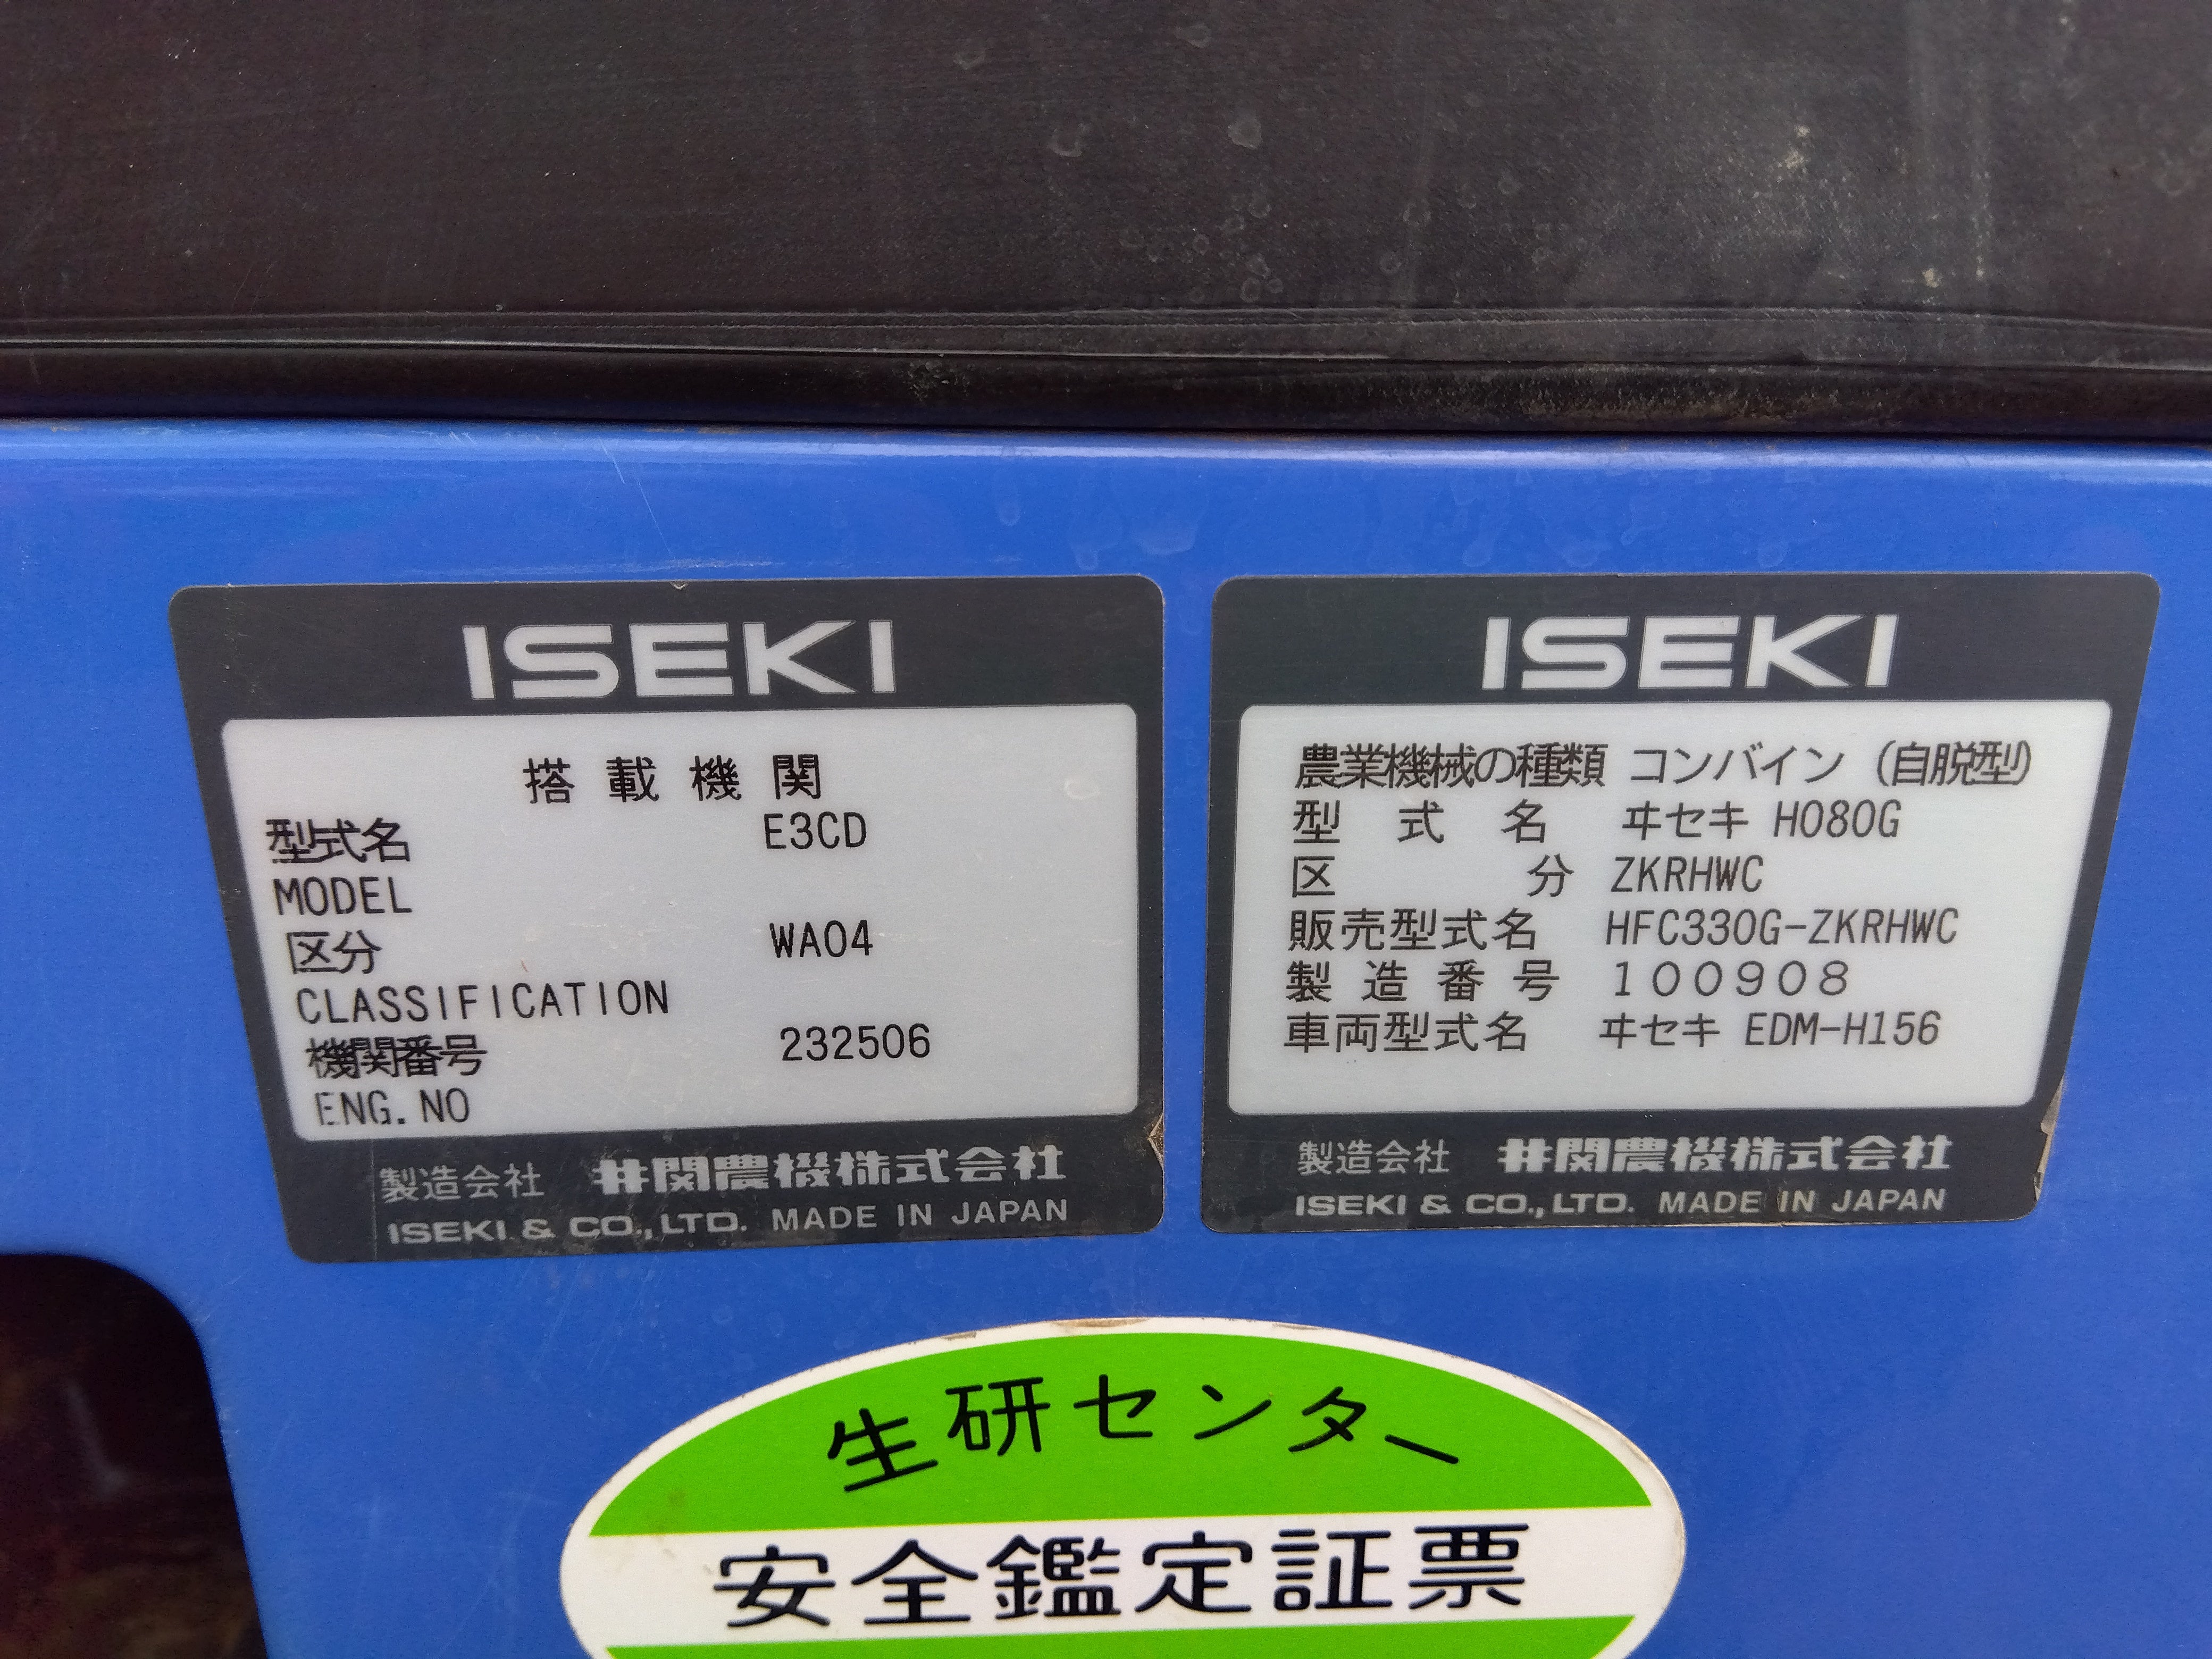 ISEKI
搭載機関
型式名 E3CD
MODEL
区分 WA04
CLASSIFICATION
機関番号 232506
ENG.NO
製造会社 井関農機株式会社
ISEKI & CO.,LTD. MADE IN JAPAN
ISEKI
農業機械の種類 コンバイン(自脱型)
型式名 ヰセキ HO80G
区分 ZKRHWC
販売型式名 HFC330G-ZKRHWC
製造番号 100908
車両型式名 ヰセキ EDM-H156
製造会社 井関農機株式会社
ISEKI & CO.,LTD. MADE IN JAPAN
生研センター
安全鑑定証票